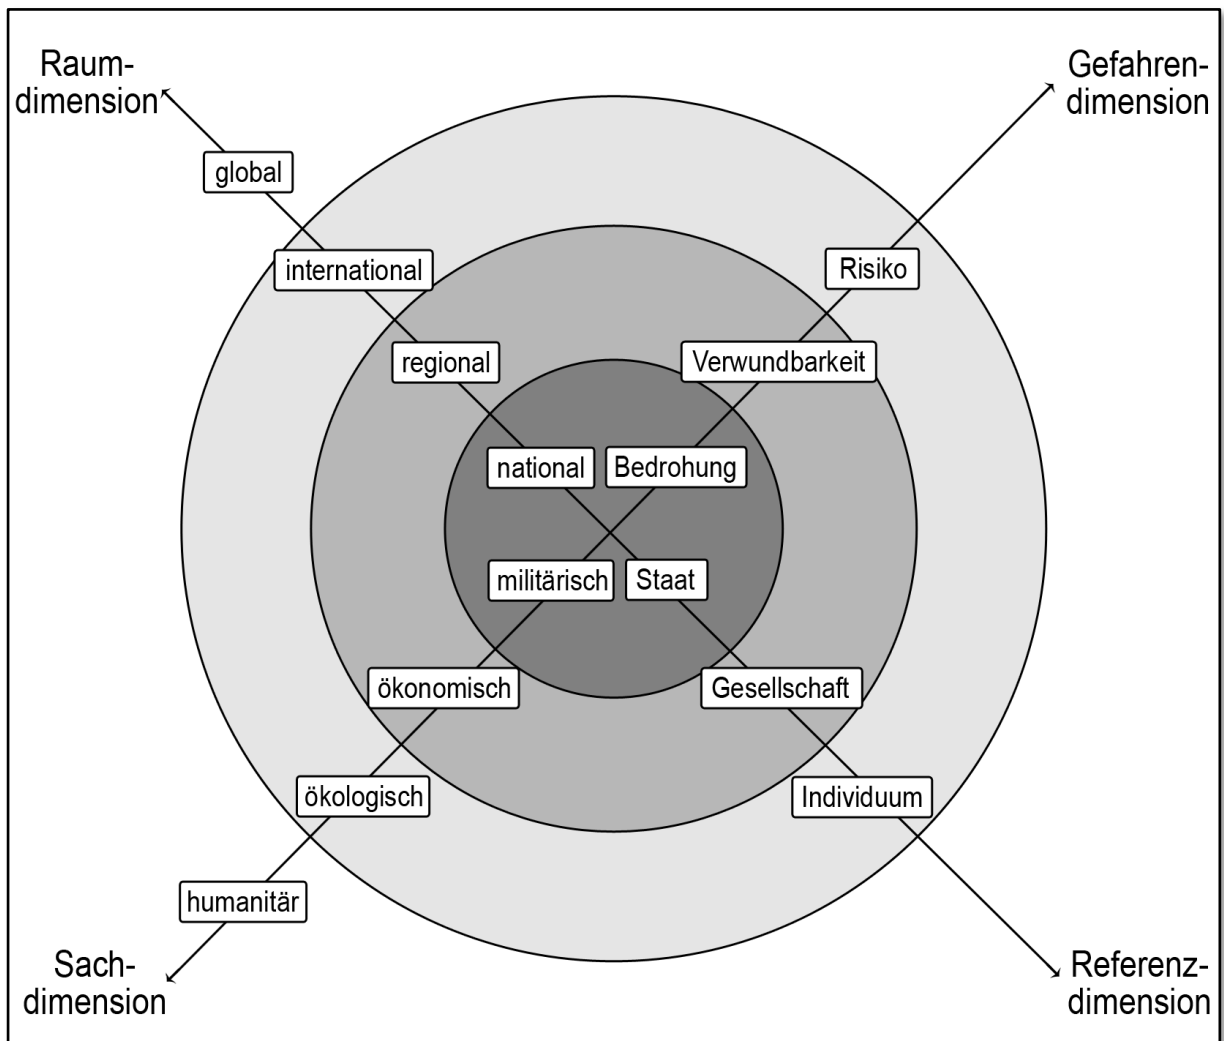 Raum-
dimension
Gefahren-
dimension
global
international
Risiko
regional
Verwundbarkeit
national
Bedrohung
militärisch
Staat
ökonomisch
Gesellschaft
ökologisch
Individuum
humanitär
Sach-
dimension
Referenz-
dimension